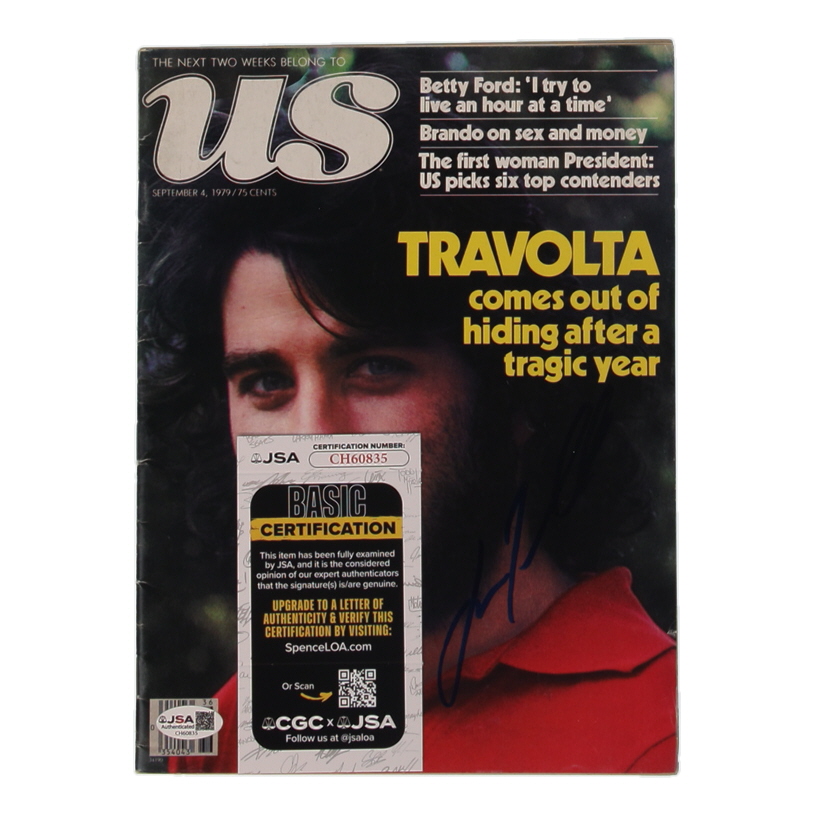 THE NEXT TWO WEEKS BELONG TO
us
SEPTEMBER 4, 1979/75 CENTS
Betty Ford: 'I try to
live an hour at a time'
Brando on sex and money
The first woman President:
US picks six top contenders
TRAVOLTA
comes out of
hiding after a
tragic year
JSA
CERTIFICATION NUMBER:
CH60835
BASIC
CERTIFICATION
This item has been fully examined
by JSA, and it is the considered
opinion of our expert authenticators
that the signature(s) is/are genuine.
UPGRADE TO A LETTER OF
AUTHENTICITY & VERIFY THIS
CERTIFICATION BY VISITING:
SpenceLOA.com
Or Scan
CGC x JSA
Follow us at @jsaloa
36
JSA
Authenticated
CH60835